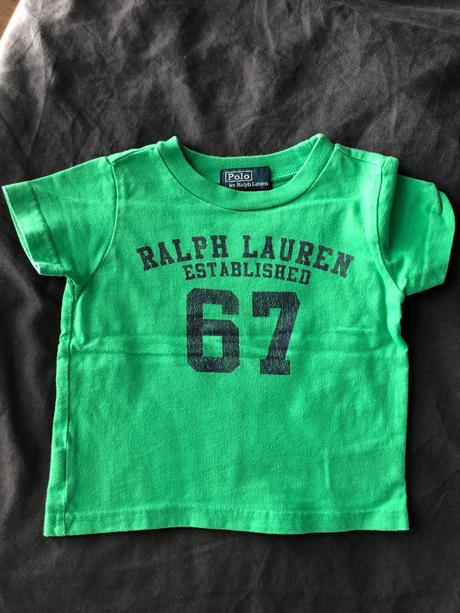 Polo
by Ralph Lauren
RALPH LAUREN
ESTABLISHED
67